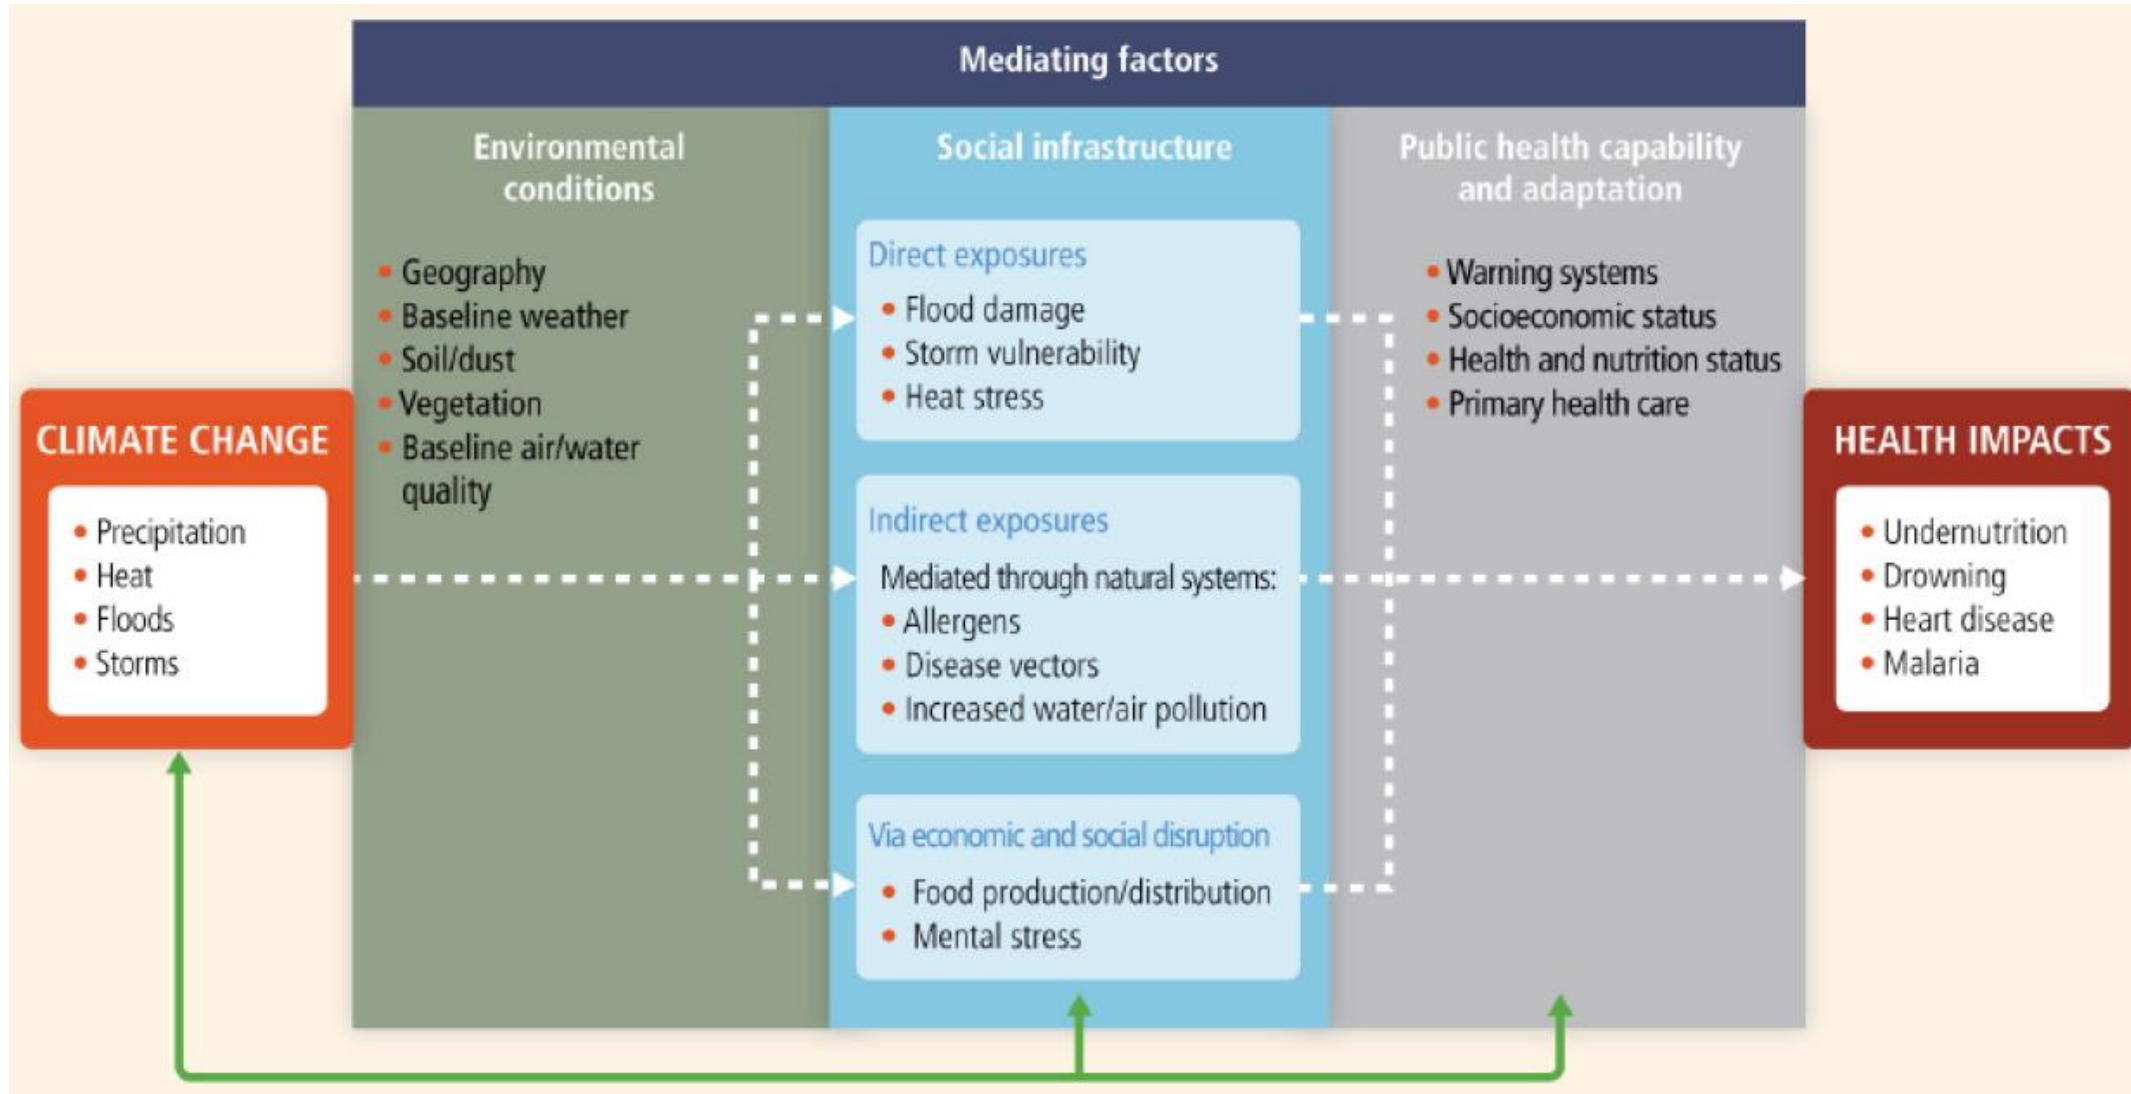 Mediating factors
Environmental
conditions
• Geography
• Baseline weather
• Soil/dust
• Vegetation
• Baseline air/water
quality
Social infrastructure
Direct exposures
• Flood damage
• Storm vulnerability
• Heat stress
Indirect exposures
Mediated through natural systems:
• Allergens
• Disease vectors
• Increased water/air pollution
Via economic and social disruption
• Food production/distribution
• Mental stress
Public health capability
and adaptation
• Warning systems
• Socioeconomic status
• Health and nutrition status
• Primary health care
CLIMATE CHANGE
• Precipitation
• Heat
• Floods
• Storms
HEALTH IMPACTS
• Undernutrition
• Drowning
• Heart disease
• Malaria